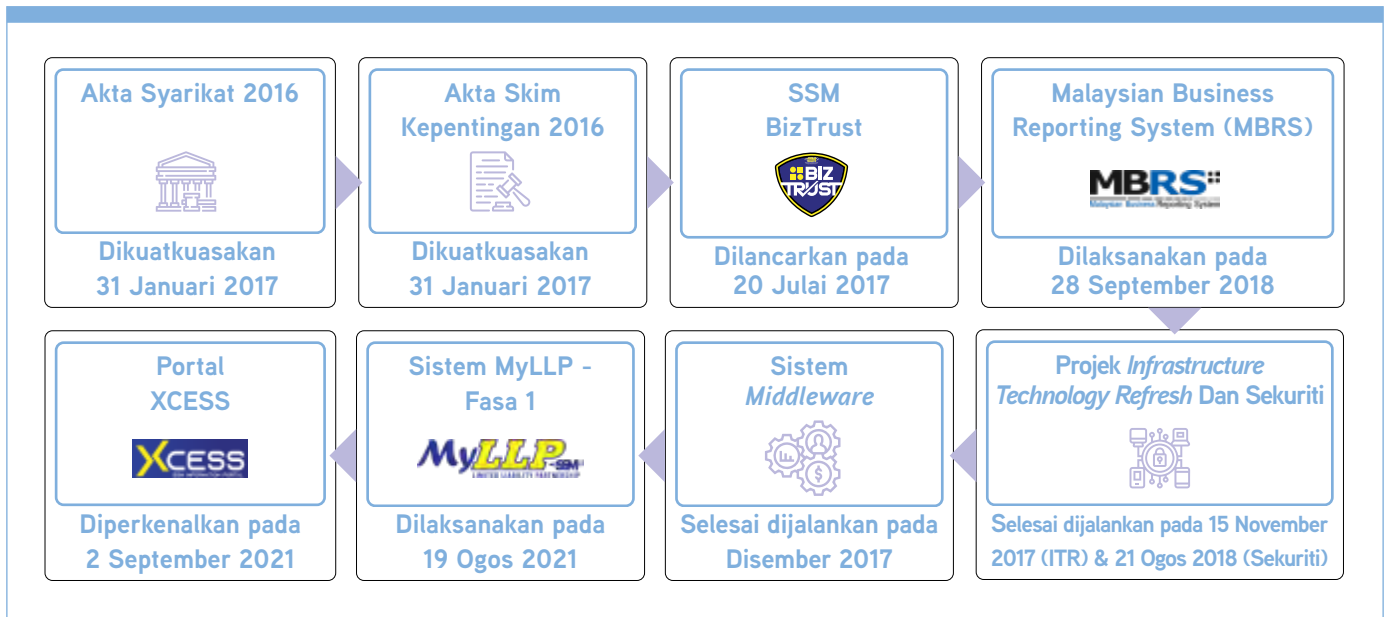 Akta Syarikat 2016
Dikuatkuasakan
31 Januari 2017
Akta Skim
Kepentingan 2016
Dikuatkuasakan
31 Januari 2017
SSM
BizTrust
BIZ
TRUST
Dilancarkan pada
20 Julai 2017
Malaysian Business
Reporting System (MBRS)
MBRS
Malaysian Business Reporting System
Dilaksanakan pada
28 September 2018
Projek Infrastructure
Technology Refresh Dan Sekuriti
Selesai dijalankan pada 15 November
2017 (ITR) & 21 Ogos 2018 (Sekuriti)
Sistem
Middleware
Selesai dijalankan pada
Disember 2017
Sistem MyLLP -
Fasa 1
MyLLP-SSM
LIMITED LIABILITY PARTNERSHIP
Dilaksanakan pada
19 Ogos 2021
Portal
XCESS
XCESS
SSM INFORMATION PORTAL
Diperkenalkan pada
2 September 2021